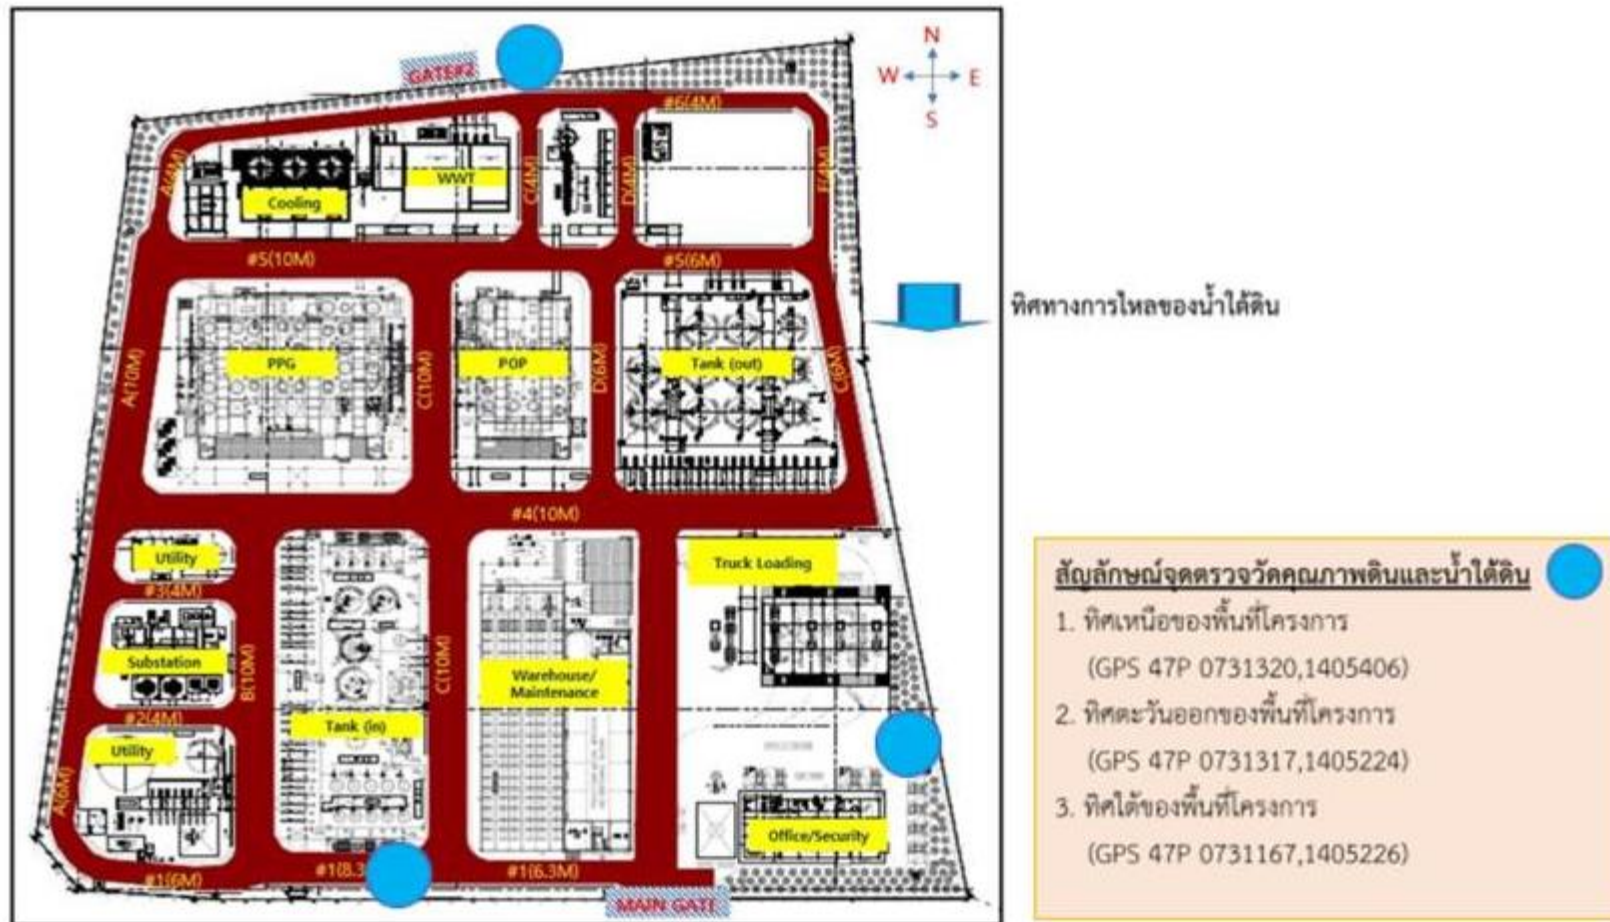 GATE#2
N
W E
S
#6(4M)
A(4M)
WWT
C(4M)
D(4M)
E(4M)
Cooling
#5(10M)
#5(6M)
ทิศทางการไหลของน้ำใต้ดิน
A(10M)
PPG
C(10M)
POP
D(6M)
Tank (out)
C(6M)
#4(10M)
Utility
Truck Loading
#3(4M)
Substation
B(10M)
C(10M)
Warehouse/
Maintenance
#2(4M)
Tank (in)
Utility
A(6M)
Office/Security
#1(6M)
#1(8.3
#1(6.3M)
MAIN GATE
สัญลักษณ์จุดตรวจวัดคุณภาพดินและน้ำใต้ดิน
1. ทิศเหนือของพื้นที่โครงการ
(GPS 47P 0731320,1405406)
2. ทิศตะวันออกของพื้นที่โครงการ
(GPS 47P 0731317,1405224)
3. ทิศใต้ของพื้นที่โครงการ
(GPS 47P 0731167,1405226)